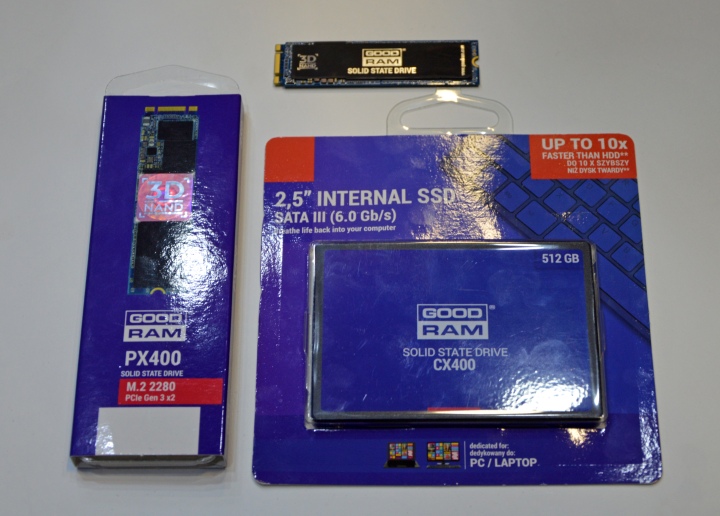 3D
NAND
GOOD
RAM
SOLID STATE DRIVE
3D
NAND
GOOD
RAM®
PX400
SOLID STATE DRIVE
M.2 2280
PCIe Gen 3 x2
UP TO 10x
FASTER THAN HDD**
DO 10 X SZYBSZY
NIŻ DYSK TWARDY**
2,5” INTERNAL SSD
SATA III (6.0 Gb/s)
life back into your computer
512 GB
GOOD
RAM®
SOLID STATE DRIVE
CX400
dedicated for:
dedykowany do:
PC / LAPTOP